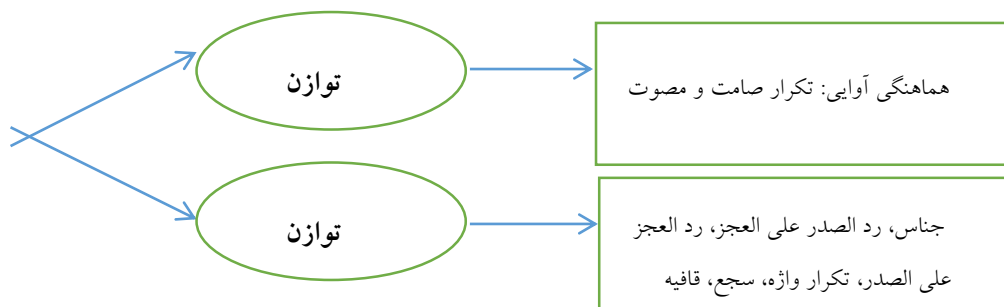 توازن
هماهنگی آوایی: تکرار صامت و مصوت
توازن
جناس، رد الصدر علی العجز، رد العجز
علی الصدر، تکرار واژه، سجع، قافیه